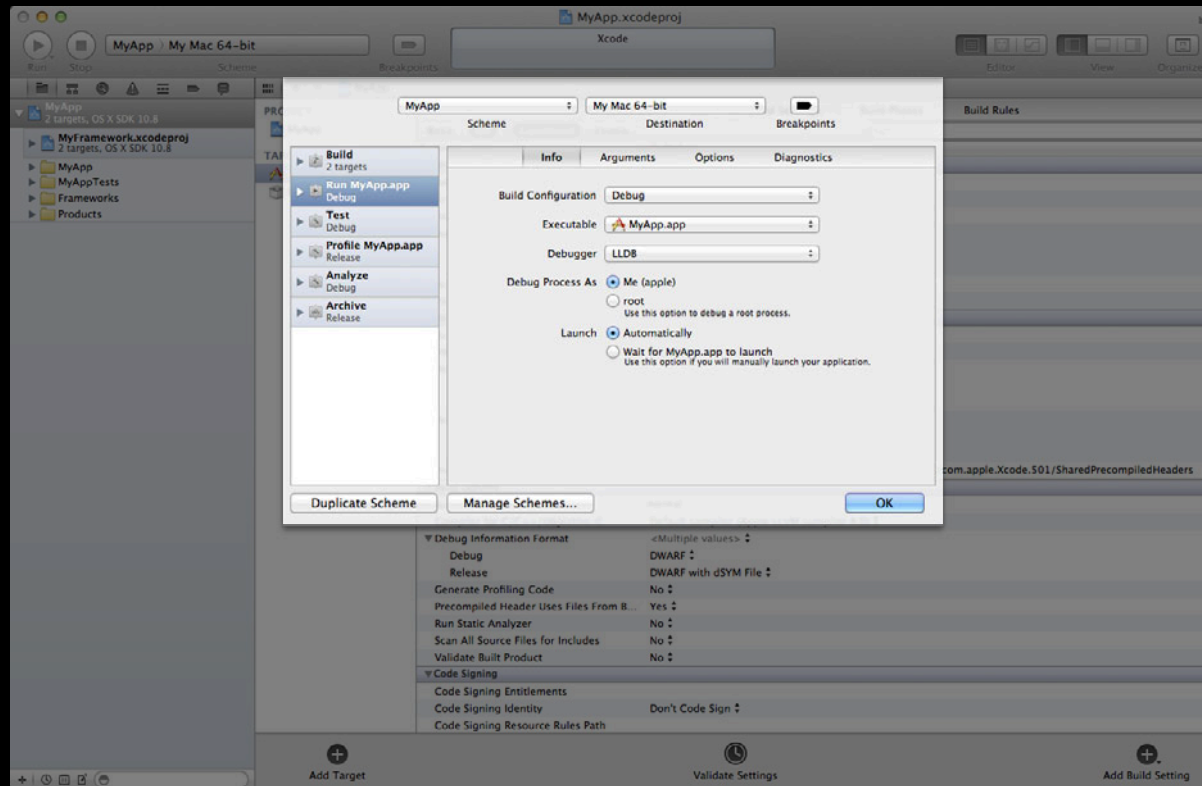 MyApp.xcodeproj
MyApp My Mac 64-bit
Xcode
Run Stop Scheme Breakpoints
Editor View Organize
MyApp
2 targets, OS X SDK 10.8
MyFramework.xcodeproj
2 targets, OS X SDK 10.8
MyApp
MyAppTests
Frameworks
Products
Build Rules
MyApp My Mac 64-bit
Scheme Destination Breakpoints
Build
2 targets
Run MyApp.app
Debug
Test
Debug
Profile MyApp.app
Release
Analyze
Debug
Archive
Release
Info Arguments Options Diagnostics
Build Configuration Debug
Executable MyApp.app
Debugger LLDB
Debug Process As Me (apple)
root
Use this option to debug a root process.
Launch Automatically
Wait for MyApp.app to launch
Use this option if you will manually launch your application.
com.apple.Xcode.501/SharedPrecompiledHeaders
Duplicate Scheme Manage Schemes... OK
Debug Information Format <Multiple values>
Debug DWARF
Release DWARF with dSYM File
Generate Profiling Code No
Precompiled Header Uses Files From B... Yes
Run Static Analyzer No
Scan All Source Files for Includes No
Validate Built Product No
Code Signing
Code Signing Entitlements
Code Signing Identity Don't Code Sign
Code Signing Resource Rules Path
Add Target Validate Settings Add Build Setting